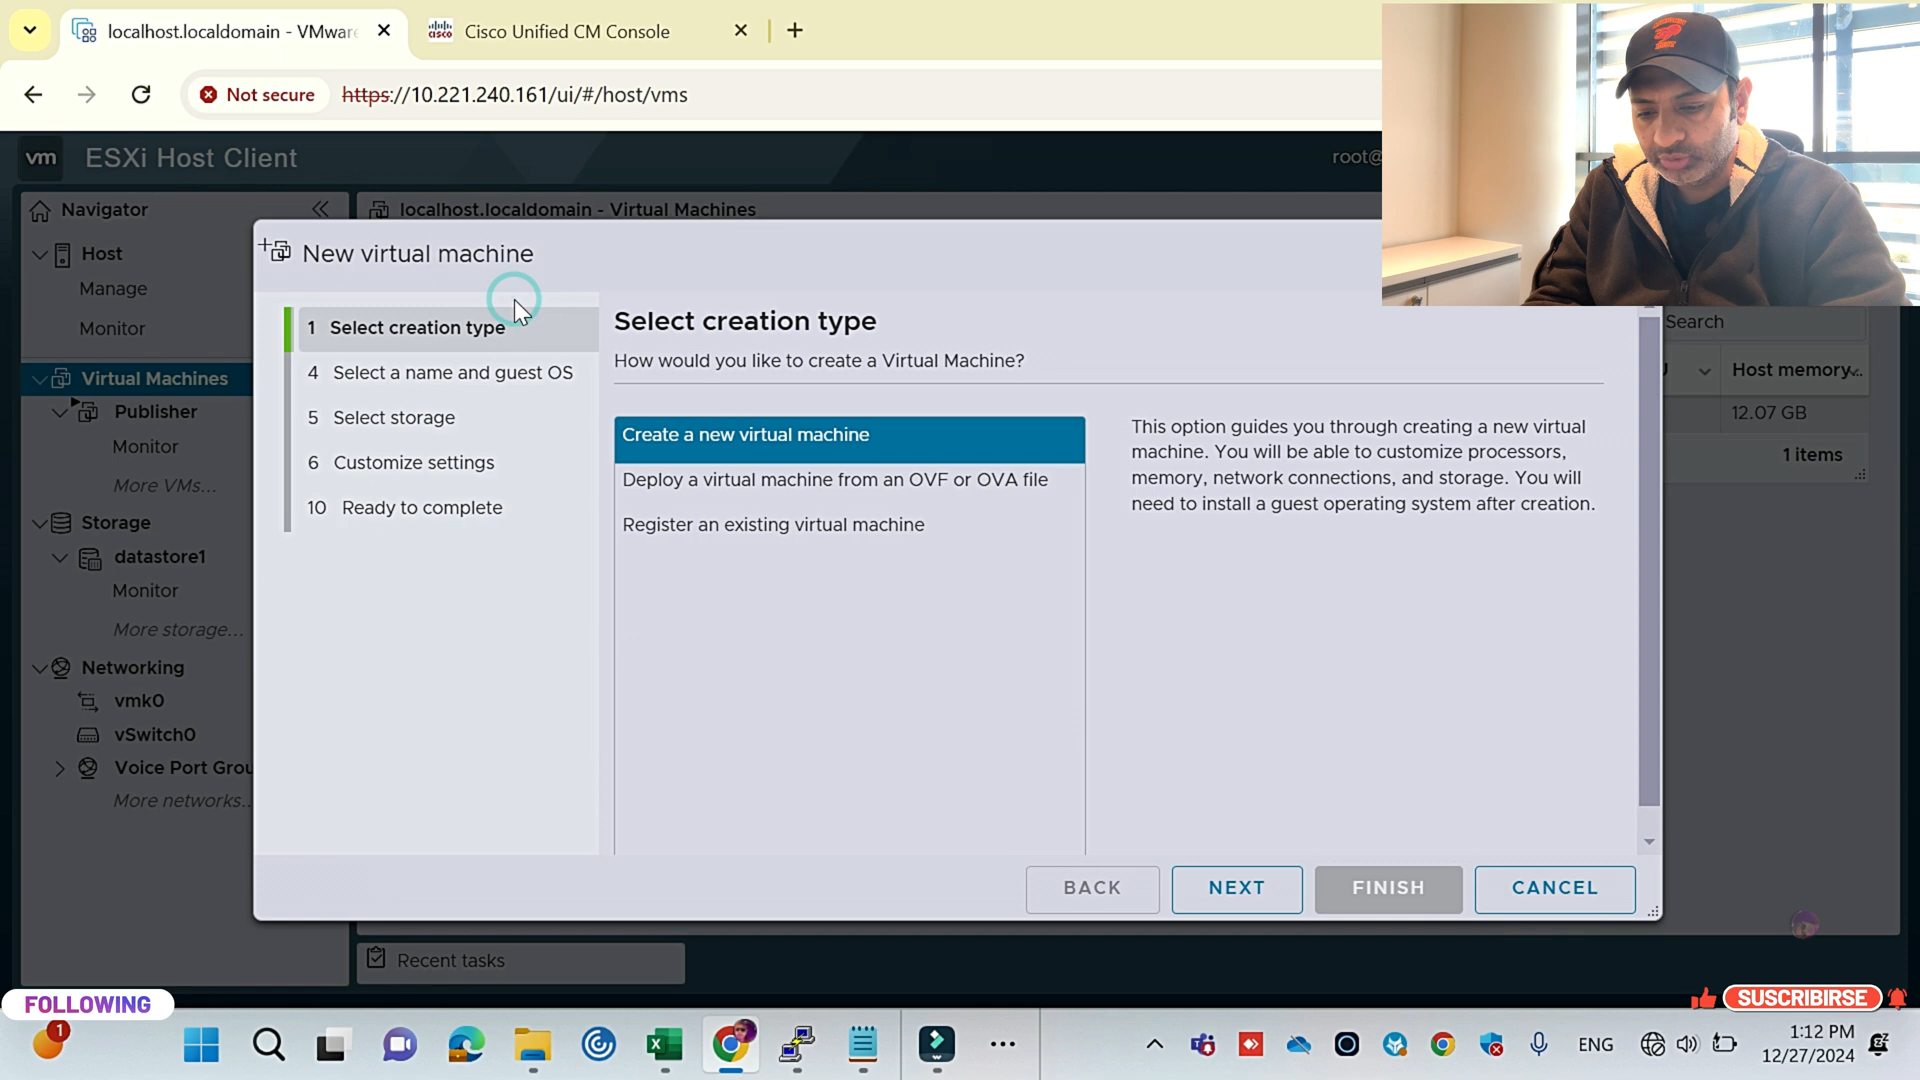 localhost.localdomain - VMware
Cisco Unified CM Console
Not secure
https://10.221.240.161/ui/#/host/vms
vm
ESXi Host Client
root@
Navigator
localhost.localdomain - Virtual Machines
Host
Manage
Monitor
Virtual Machines
Publisher
Monitor
More VMs...
Storage
datastore1
Monitor
More storage...
Networking
vmk0
vSwitch0
Voice Port Grou
More networks..
New virtual machine
1 Select creation type
4 Select a name and guest OS
5 Select storage
6 Customize settings
10 Ready to complete
Select creation type
How would you like to create a Virtual Machine?
Create a new virtual machine
Deploy a virtual machine from an OVF or OVA file
Register an existing virtual machine
This option guides you through creating a new virtual
machine. You will be able to customize processors,
memory, network connections, and storage. You will
need to install a guest operating system after creation.
Search
Host memory...
12.07 GB
1 items
BACK
NEXT
FINISH
CANCEL
Recent tasks
FOLLOWING
SUSCRIBIRSE
1
ENG
1:12 PM
12/27/2024